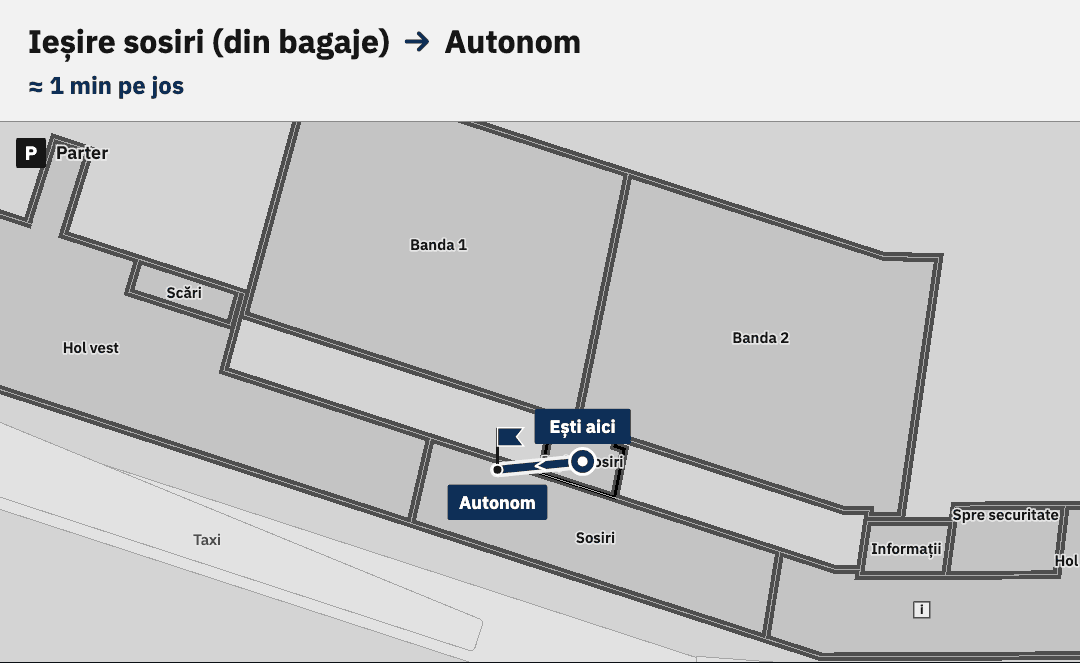 Ieșire sosiri (din bagaje) → Autonom
≈ 1 min pe jos
P Parter
Banda 1
Scări
Banda 2
Hol vest
Ești aici
osiri
Autonom
Spre securitate
Sosiri
Taxi
Informații
Hol
i